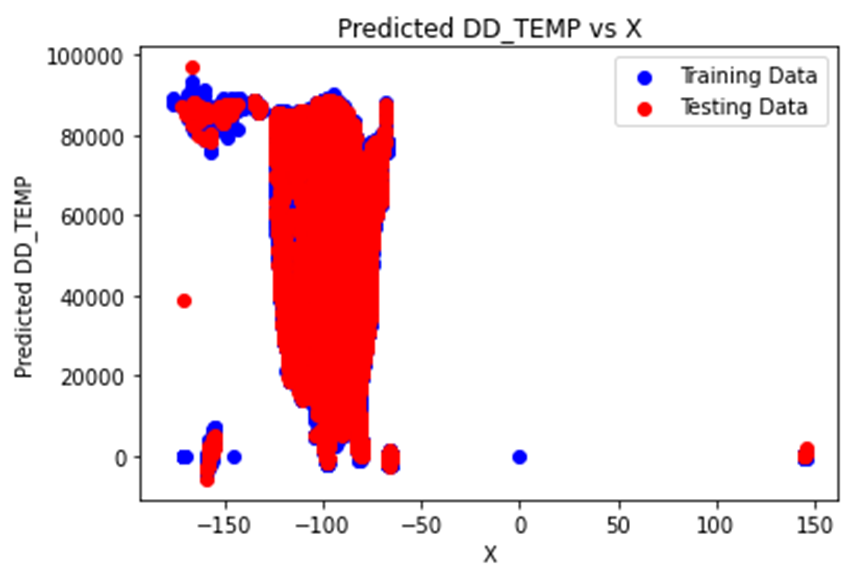 Predicted DD_TEMP vs X
100000
80000
60000
40000
20000
0
Predicted DD_TEMP
Training Data
Testing Data
−150
−100
−50
0
50
100
150
X